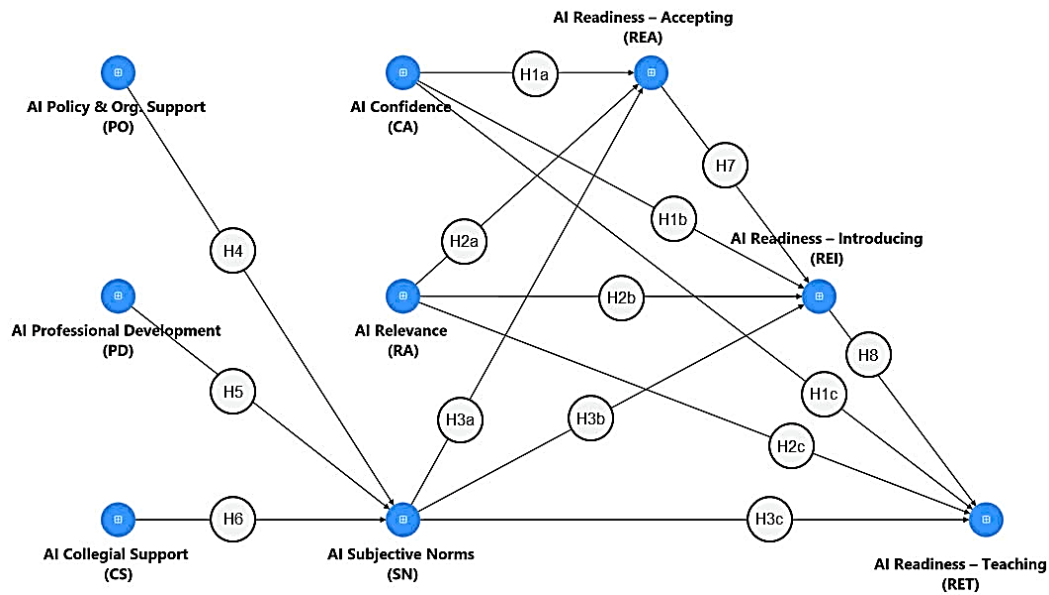 AI Readiness – Accepting
(REA)
H1a
AI Policy & Org. Support
(PO)
AI Confidence
(CA)
H7
H1b
H2a
H4
AI Readiness – Introducing
(REI)
H2b
AI Professional Development
(PD)
AI Relevance
(RA)
H8
H5
H1c
H3a
H3b
H2c
H6
H3c
AI Collegial Support
(CS)
AI Subjective Norms
(SN)
AI Readiness – Teaching
(RET)